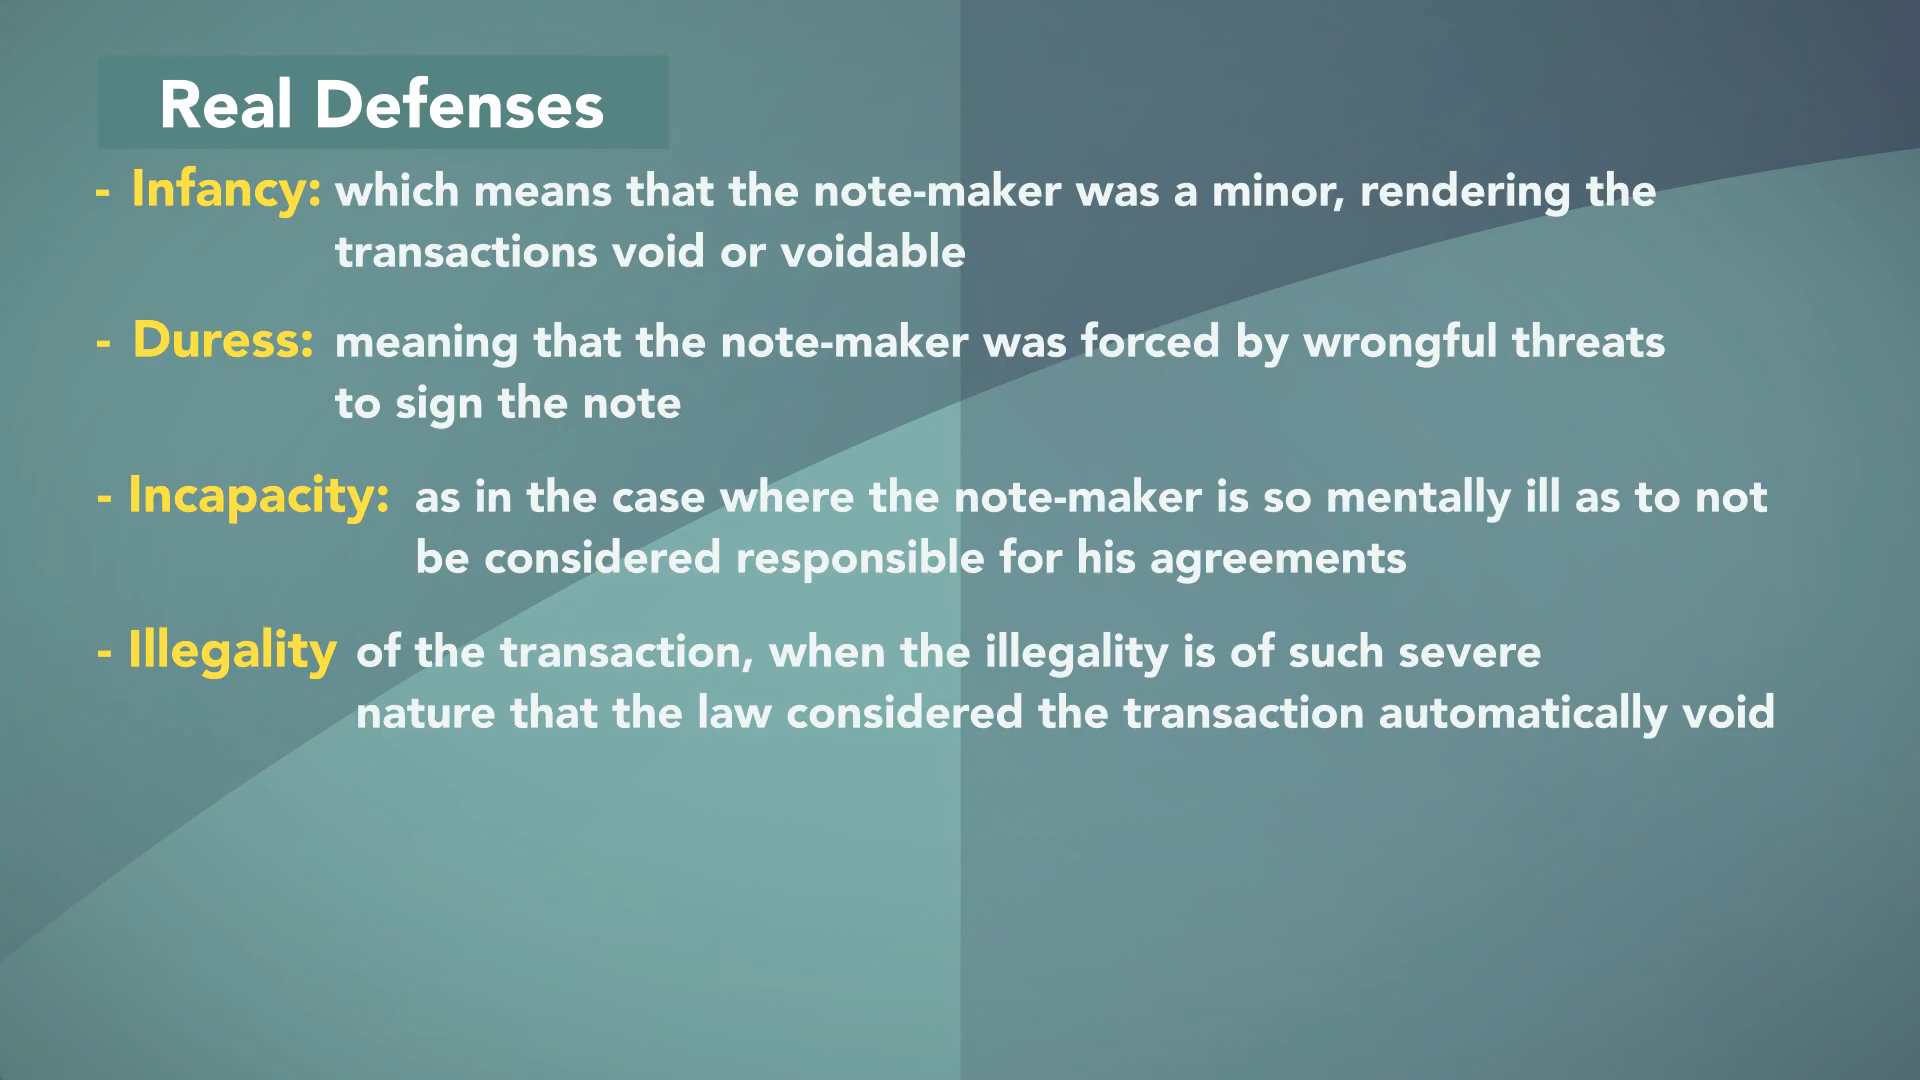 Real Defenses
- Infancy: which means that the note-maker was a minor, rendering the
transactions void or voidable
- Duress: meaning that the note-maker was forced by wrongful threats
to sign the note
- Incapacity: as in the case where the note-maker is so mentally ill as to not
be considered responsible for his agreements
- Illegality of the transaction, when the illegality is of such severe
nature that the law considered the transaction automatically void